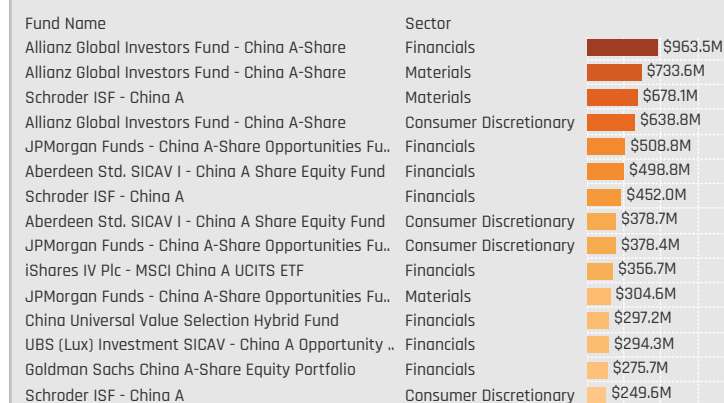 Fund Name Sector
Allianz Global Investors Fund - China A-Share Financials $963.5M
Allianz Global Investors Fund - China A-Share Materials $733.6M
Schroder ISF - China A Materials $678.1M
Allianz Global Investors Fund - China A-Share Consumer Discretionary $638.8M
JPMorgan Funds - China A-Share Opportunities Fu.. Financials $508.8M
Aberdeen Std. SICAV I - China A Share Equity Fund Financials $498.8M
Schroder ISF - China A Financials $452.0M
Aberdeen Std. SICAV I - China A Share Equity Fund Consumer Discretionary $378.7M
JPMorgan Funds - China A-Share Opportunities Fu.. Consumer Discretionary $378.4M
iShares IV Plc - MSCI China A UCITS ETF Financials $356.7M
JPMorgan Funds - China A-Share Opportunities Fu.. Materials $304.6M
China Universal Value Selection Hybrid Fund Financials $297.2M
UBS (Lux) Investment SICAV - China A Opportunity .. Financials $294.3M
Goldman Sachs China A-Share Equity Portfolio Financials $275.7M
Schroder ISF - China A Consumer Discretionary $249.6M